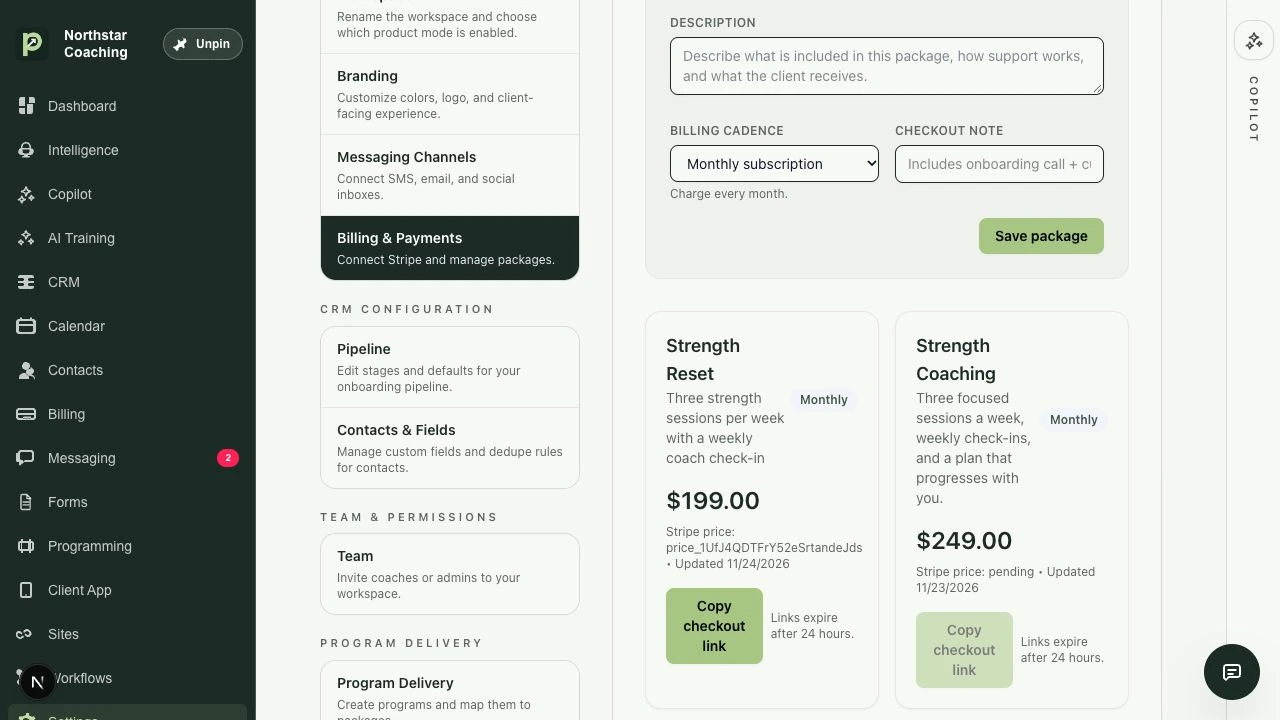 Northstar
Coaching
Unpin
Dashboard
Intelligence
Copilot
AI Training
CRM
Calendar
Contacts
Billing
Messaging
2
Forms
Programming
Client App
Sites
Workflows
Settings
N
Rename the workspace and choose
which product mode is enabled.
Branding
Customize colors, logo, and client-
facing experience.
Messaging Channels
Connect SMS, email, and social
inboxes.
Billing & Payments
Connect Stripe and manage packages.
CRM CONFIGURATION
Pipeline
Edit stages and defaults for your
onboarding pipeline.
Contacts & Fields
Manage custom fields and dedupe rules
for contacts.
TEAM & PERMISSIONS
Team
Invite coaches or admins to your
workspace.
PROGRAM DELIVERY
Program Delivery
Create programs and map them to
packages.
DESCRIPTION
Describe what is included in this package, how support works,
and what the client receives.
BILLING CADENCE
Monthly subscription
Charge every month.
CHECKOUT NOTE
Includes onboarding call + cu
Save package
Strength
Reset
Three strength
sessions per week
with a weekly
coach check-in
Monthly
$199.00
Stripe price:
price_1UfJ4QDTFrY52eSrtandeJds
• Updated 11/24/2026
Copy
checkout
link
Links expire
after 24 hours.
Strength
Coaching
Three focused
sessions a week,
weekly check-ins,
and a plan that
progresses with
you.
Monthly
$249.00
Stripe price: pending • Updated
11/23/2026
Copy
checkout
link
Links expire
after 24 hours.
COPILOT